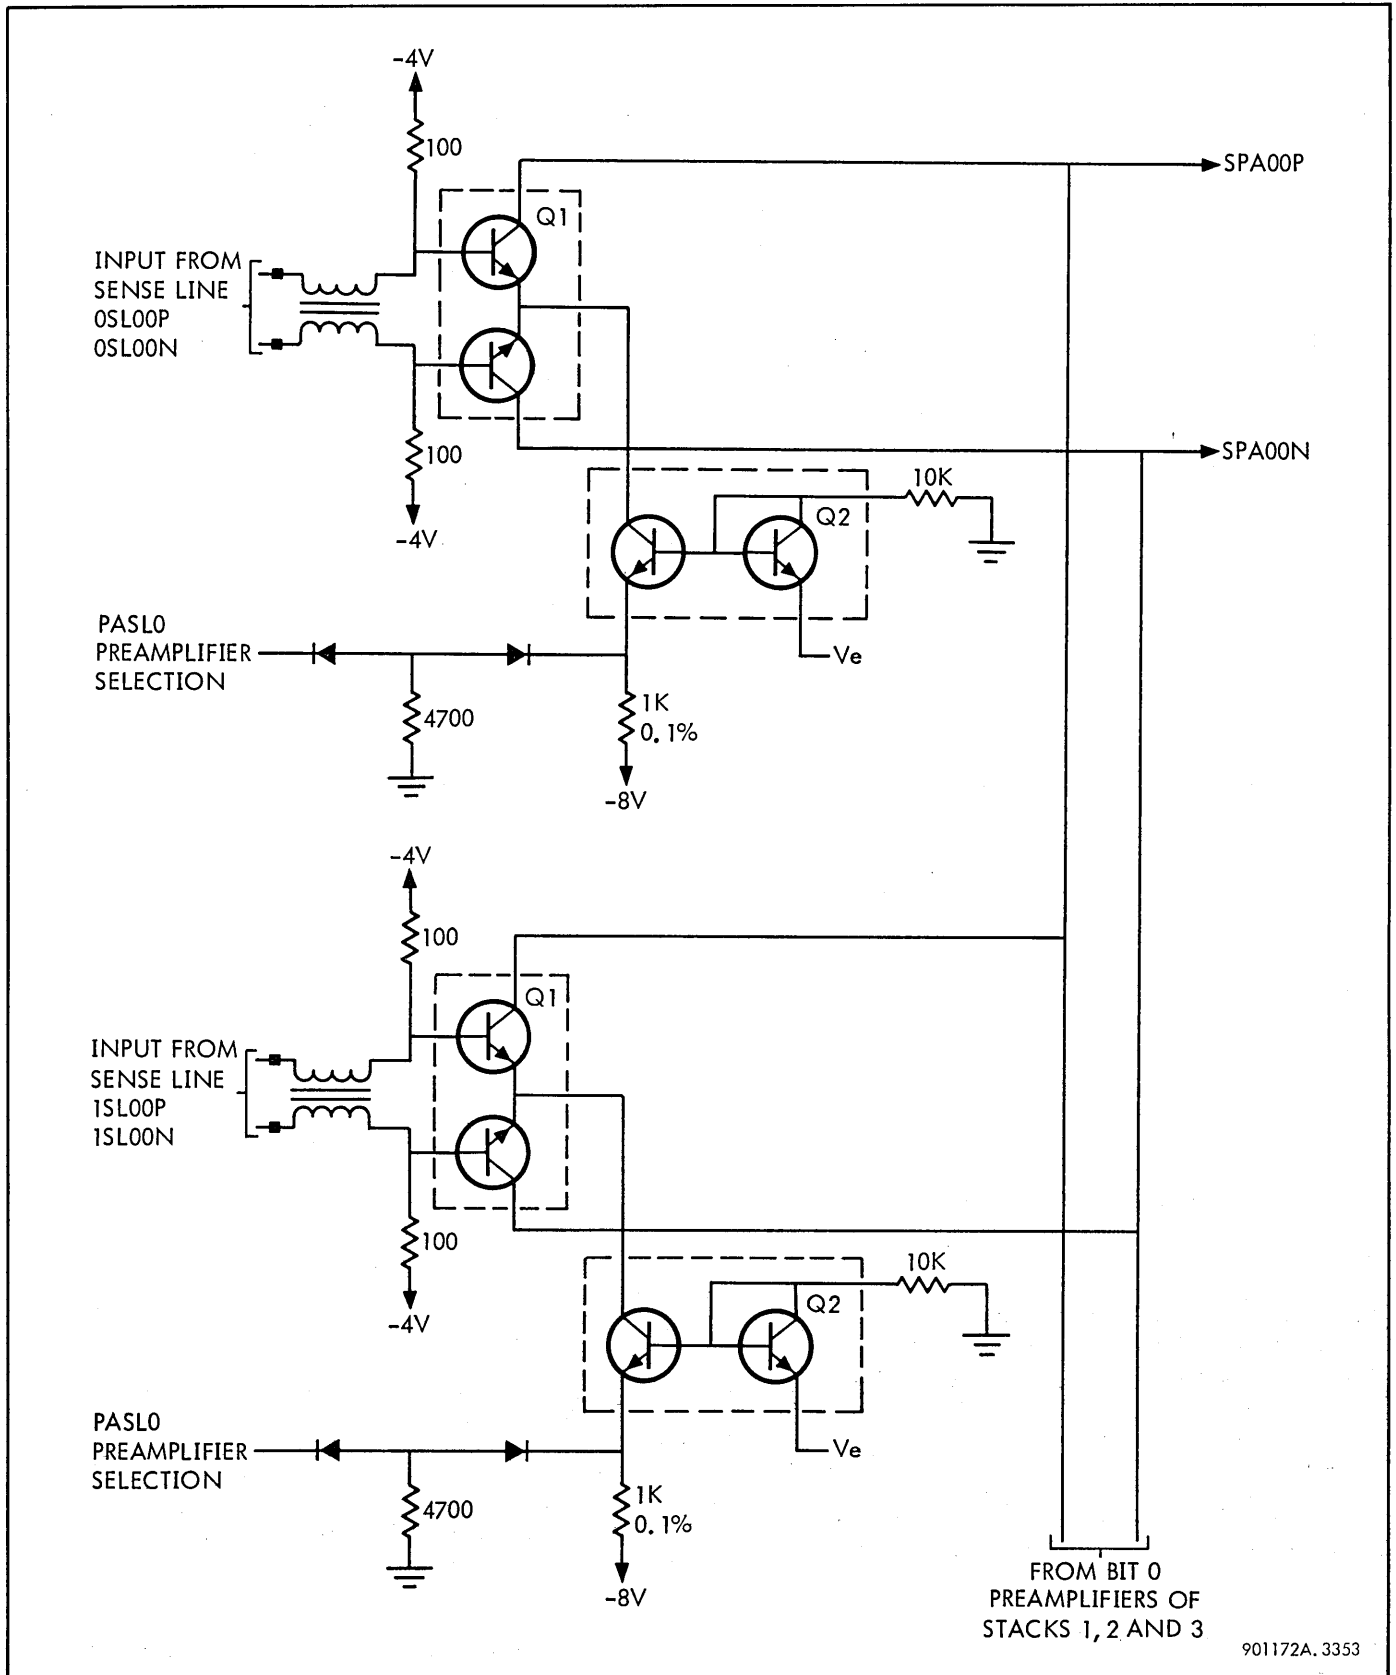 -4V
100
SPA00P
Q1
INPUT FROM
SENSE LINE
0SL00P
0SL00N
100
-4V
SPA00N
10K
Q2
PASL0
PREAMPLIFIER
SELECTION
Ve
4700
1K
0.1%
-8V
-4V
100
Q1
INPUT FROM
SENSE LINE
1SL00P
1SL00N
100
-4V
10K
Q2
PASL0
PREAMPLIFIER
SELECTION
Ve
4700
1K
0.1%
-8V
FROM BIT 0
PREAMPLIFIERS OF
STACKS 1, 2 AND 3
901172A.3353